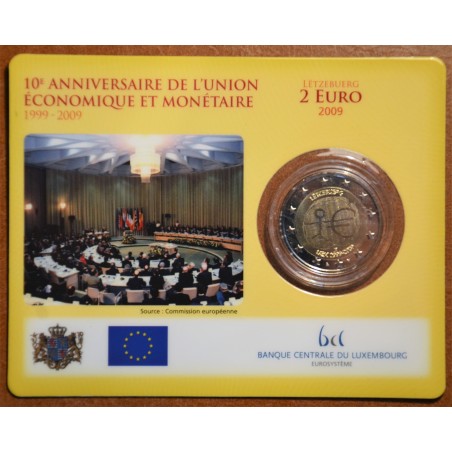 10E ANNIVERSAIRE DE L'UNION
ÉCONOMIQUE ET MONÉTAIRE
1999-2009
LËTZEBUERG
2 EURO
2009
Source : Commission européenne
bcl
BANQUE CENTRALE DU LUXEMBOURG
EUROSYSTÈME